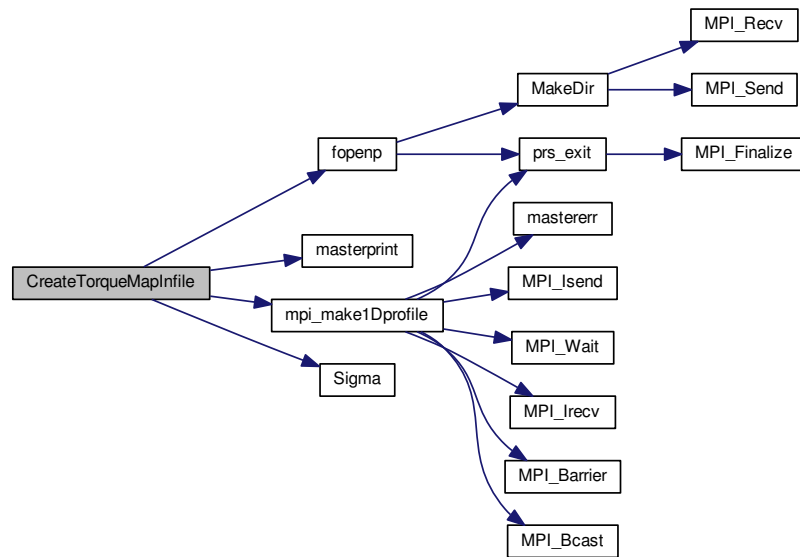 MPI_Recv
MakeDir
MPI_Send
fopenp
prs_exit
MPI_Finalize
mastererr
masterprint
CreateTorqueMapInfile
MPI_Isend
mpi_make1Dprofile
MPI_Wait
Sigma
MPI_Irecv
MPI_Barrier
MPI_Bcast